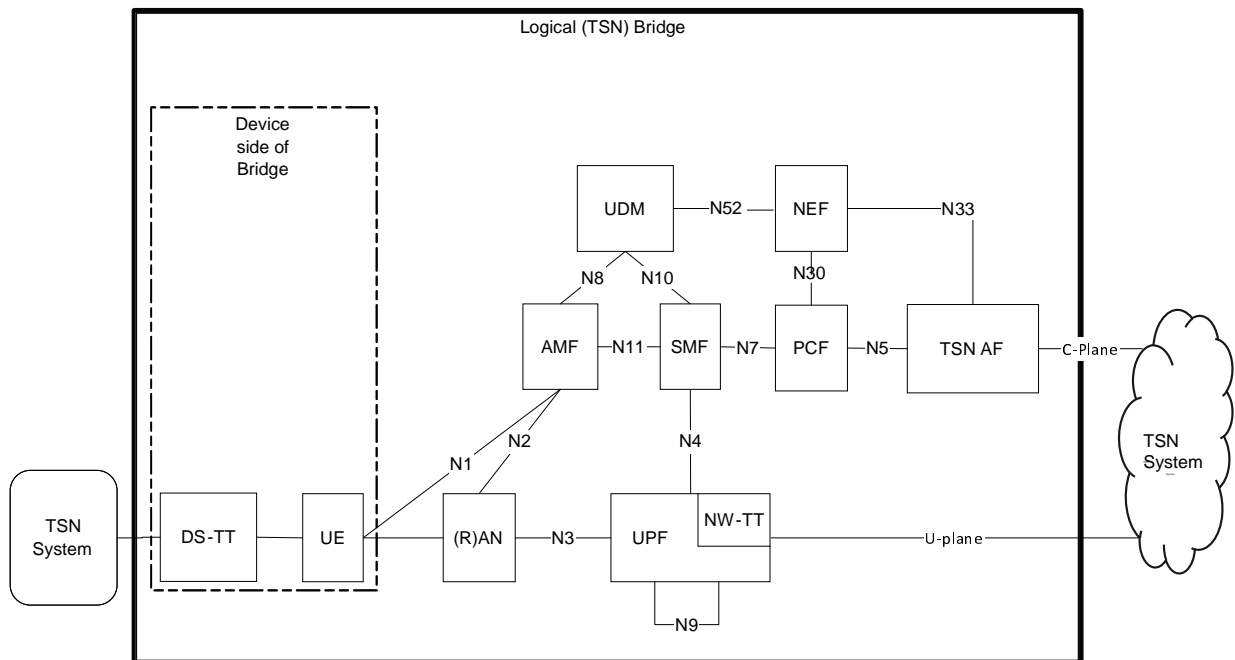 Logical (TSN) Bridge
Device
side of
Bridge
UDM
N52
NEF
N33
N8
N10
N30
AMF
N11
SMF
N7
PCF
N5
TSN AF
C-Plane
N1
N2
N4
TSN
System
TSN
System
DS-TT
UE
(R)AN
N3
UPF
NW-TT
U-plane
N9